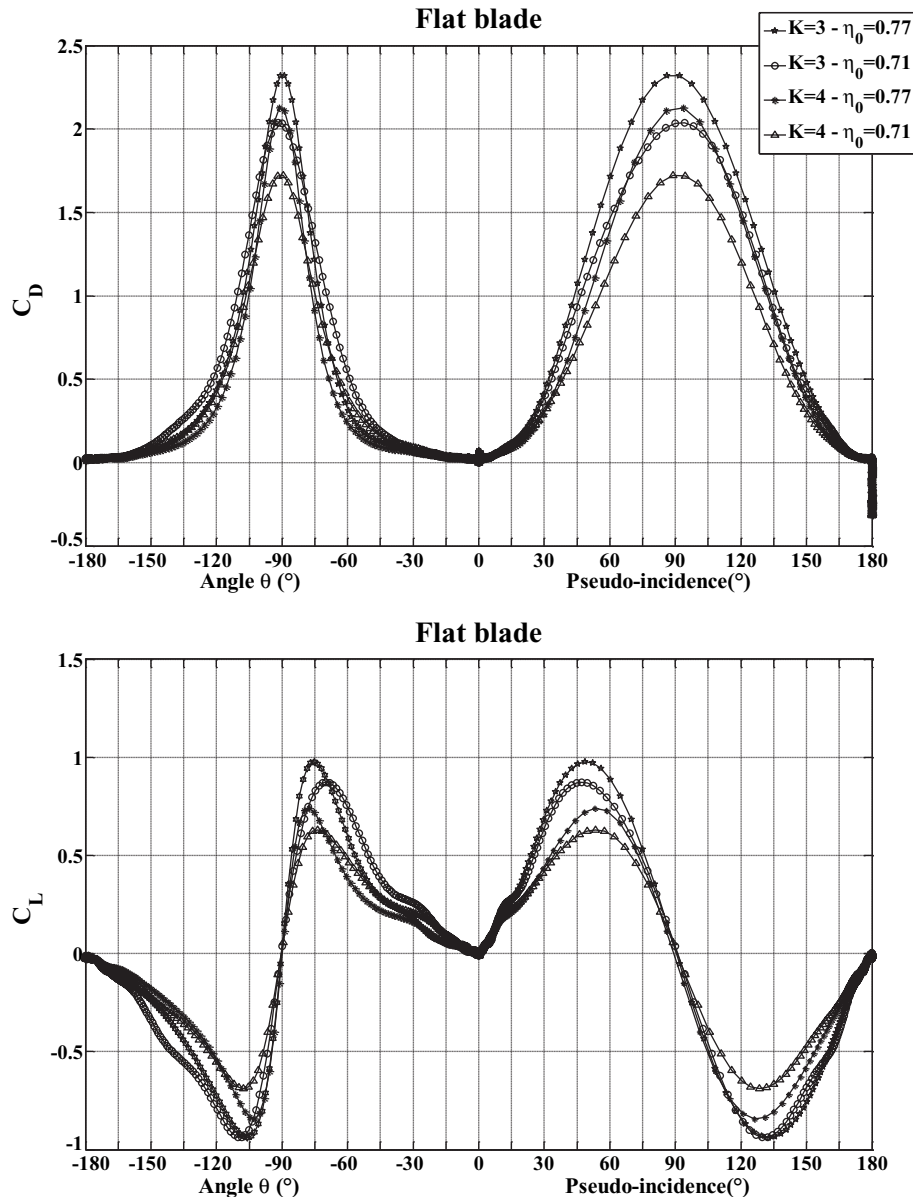 Flat blade
K=3 - η0=0.77
K=3 - η0=0.71
K=4 - η0=0.77
K=4 - η0=0.71
2.5
2
1.5
1
0.5
0
-0.5
C_D
-180 -150 -120 -90 -60 -30 0 30 60 90 120 150 180
Angle θ (°) Pseudo-incidence(°)
Flat blade
1.5
1
0.5
0
-0.5
-1
C_L
-180 -150 -120 -90 -60 -30 0 30 60 90 120 150 180
Angle θ (°) Pseudo-incidence(°)